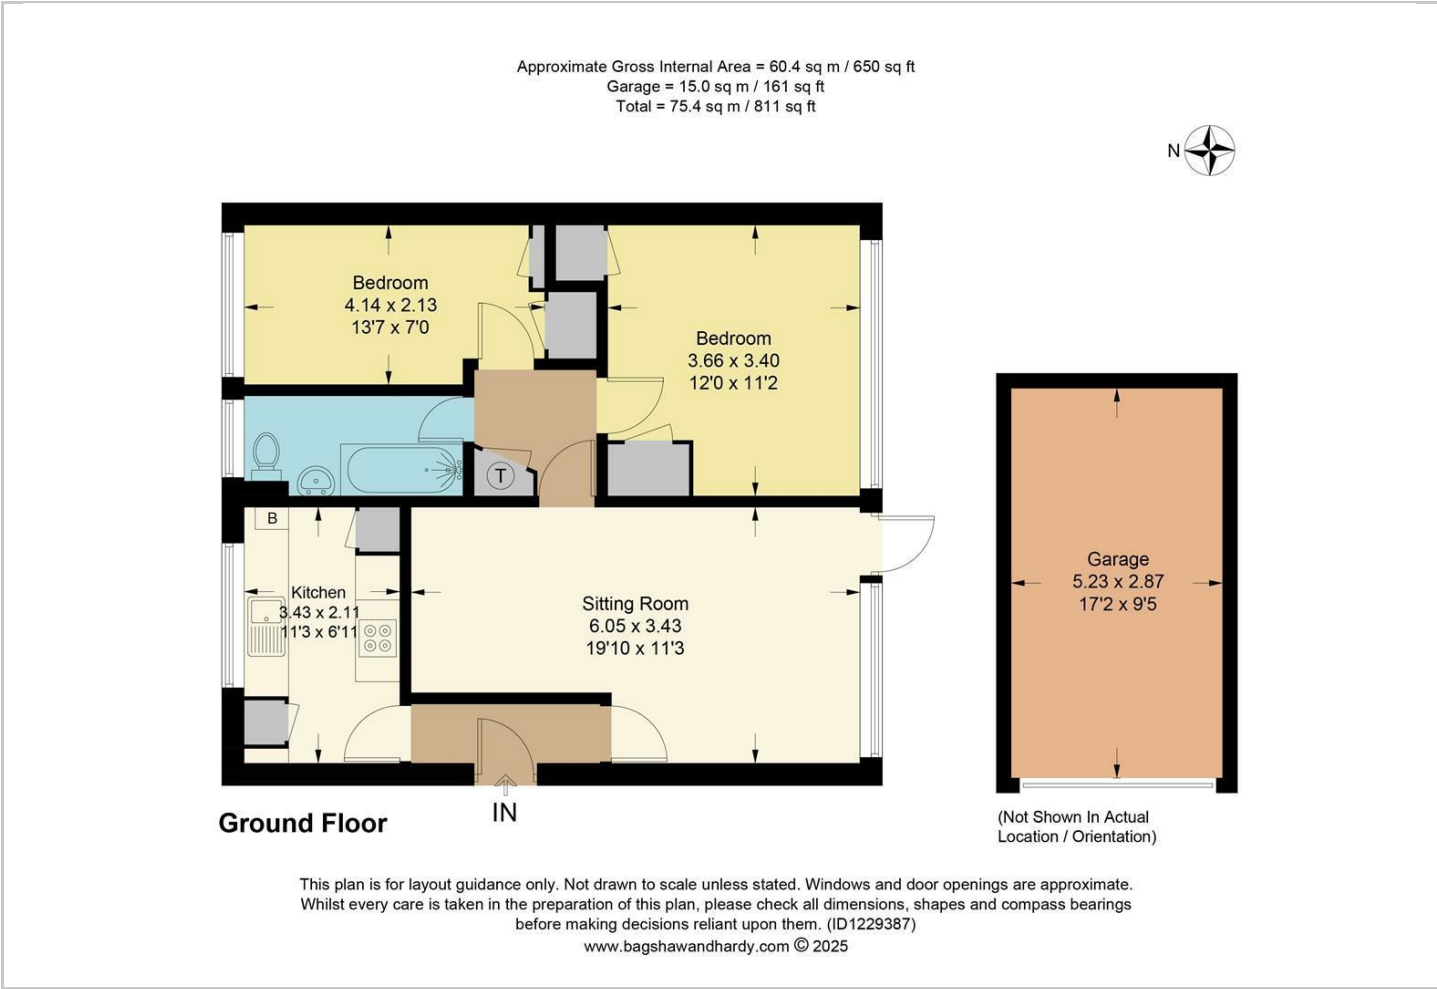 Approximate Gross Internal Area = 60.4 sq m / 650 sq ft
Garage = 15.0 sq m / 161 sq ft
Total = 75.4 sq m / 811 sq ft
N
Bedroom
4.14 x 2.13
13'7 x 7'0
Bedroom
3.66 x 3.40
12'0 x 11'2
T
B
Kitchen
3.43 x 2.11
11'3 x 6'11
Sitting Room
6.05 x 3.43
19'10 x 11'3
Garage
5.23 x 2.87
17'2 x 9'5
IN
Ground Floor
(Not Shown In Actual
Location / Orientation)
This plan is for layout guidance only. Not drawn to scale unless stated. Windows and door openings are approximate.
Whilst every care is taken in the preparation of this plan, please check all dimensions, shapes and compass bearings
before making decisions reliant upon them. (ID1229387)
www.bagshawandhardy.com © 2025